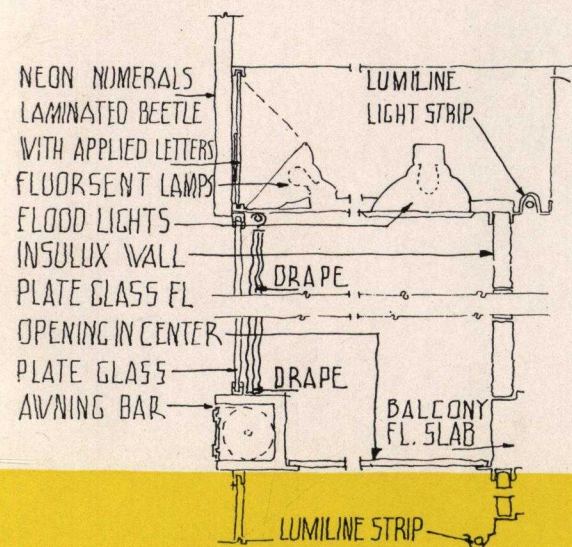 NEON NUMERALS
LAMINATED BEETLE
WITH APPLIED LETTERS
FLUORSENT LAMPS
FLOOD LIGHTS
INSULUX WALL
PLATE GLASS FL
OPENING IN CENTER
PLATE GLASS
AWNING BAR
LUMILINE
LIGHT STRIP
DRAPE
DRAPE
BALCONY
FL. SLAB
LUMILINE STRIP